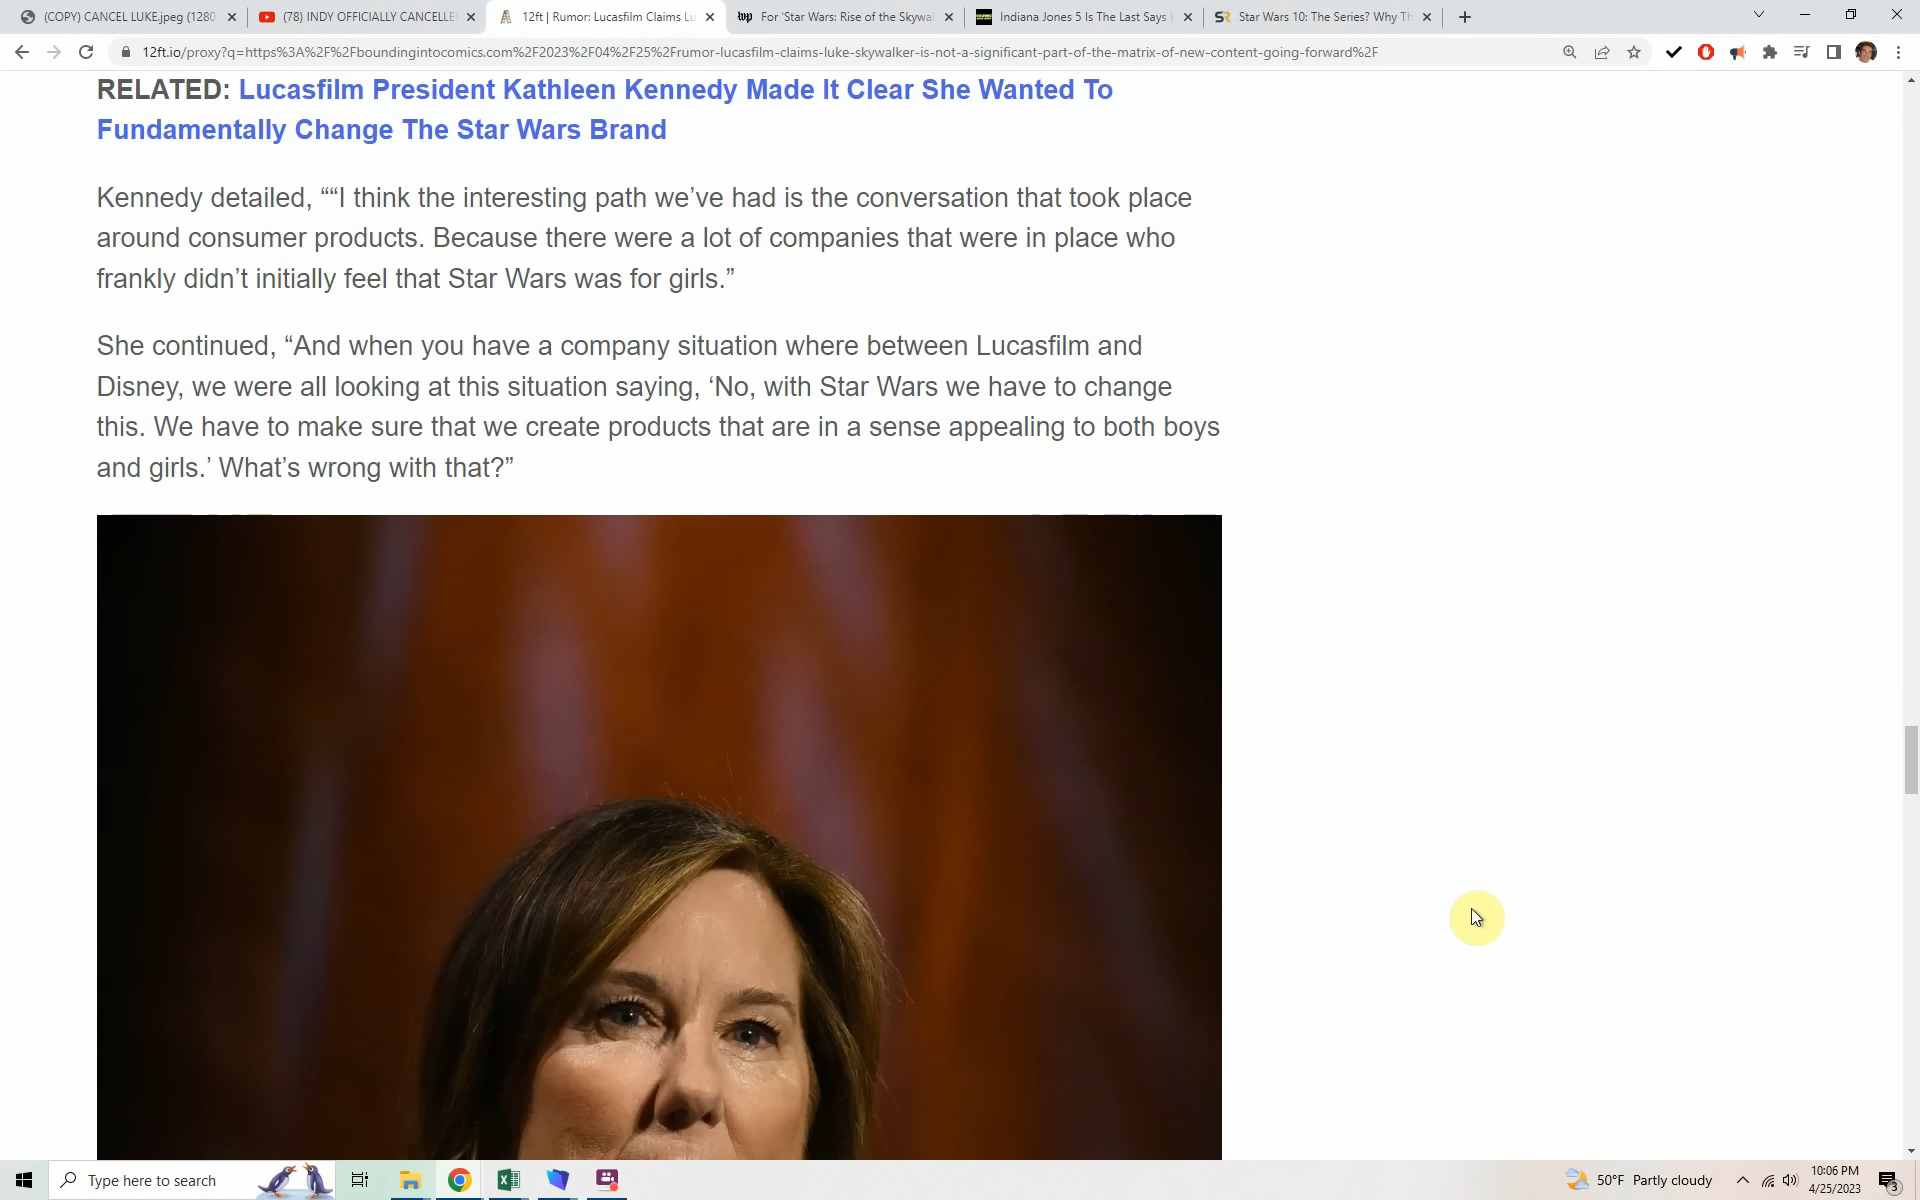 (COPY) CANCEL LUKE.jpeg (1280
(78) INDY OFFICIALLY CANCELLE
12ft | Rumor: Lucasfilm Claims Lu
wp
For ‘Star Wars: Rise of the Skywal
Indiana Jones 5 Is The Last Says
SR
Star Wars 10: The Series? Why Th
12ft.io/proxy?q=https%3A%2F%2Fboundingintocomics.com%2F2023%2F04%2F25%2Frumor-lucasfilm-claims-luke-skywalker-is-not-a-significant-part-of-the-matrix-of-new-content-going-forward%2F
RELATED: Lucasfilm President Kathleen Kennedy Made It Clear She Wanted To
Fundamentally Change The Star Wars Brand
Kennedy detailed, ““I think the interesting path we’ve had is the conversation that took place
around consumer products. Because there were a lot of companies that were in place who
frankly didn’t initially feel that Star Wars was for girls.”
She continued, “And when you have a company situation where between Lucasfilm and
Disney, we were all looking at this situation saying, ‘No, with Star Wars we have to change
this. We have to make sure that we create products that are in a sense appealing to both boys
and girls.’ What’s wrong with that?”
Type here to search
50°F Partly cloudy
10:06 PM
4/25/2023
3